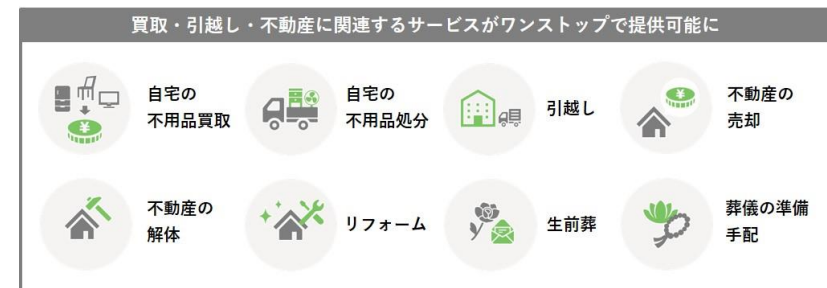 買取・引越し・不動産に関連するサービスがワンストップで提供可能に
自宅の
不用品買取
自宅の
不用品処分
引越し
不動産の
売却
不動産の
解体
リフォーム
生前葬
葬儀の準備
手配